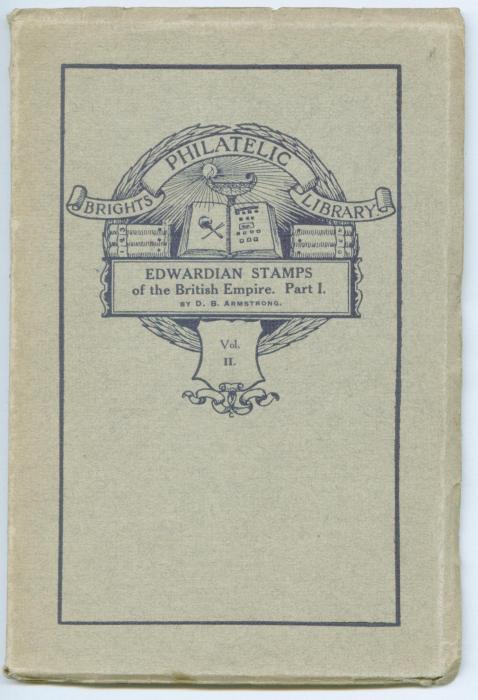 PHILATELIC
BRIGHTS LIBRARY
EDWARDIAN STAMPS
of the British Empire. Part I.
BY D. B. ARMSTRONG.
Vol.
II.